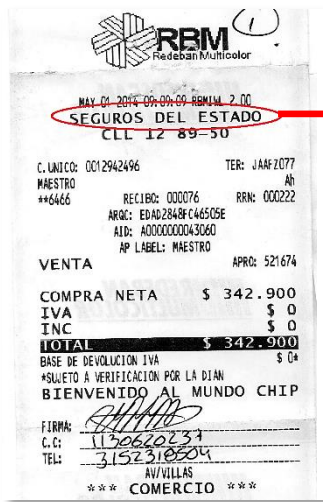 1
RBM
Redeban Multicolor
MAY 01 2014 09:09:09 RBMIWL 2.00
SEGUROS DEL ESTADO
CLL 12 89-50
C.UNICO: 0012942496 TER: JAAFZ077
MAESTRO Ah
**6466 RECIBO: 000076 RRN: 000222
ARQC: EDAD2848FC46505E
AID: A0000000043060
AP LABEL: MAESTRO
VENTA APRO: 521674
COMPRA NETA $ 342.900
IVA $ 0
INC $ 0
TOTAL $ 342.900
BASE DE DEVOLUCION IVA $ 0*
*SUJETO A VERIFICACION POR LA DIAN
BIENVENIDO AL MUNDO CHIP
FIRMA:
C.C: 1130620237
TEL: 3152318504
AV/VILLAS
*** COMERCIO ***